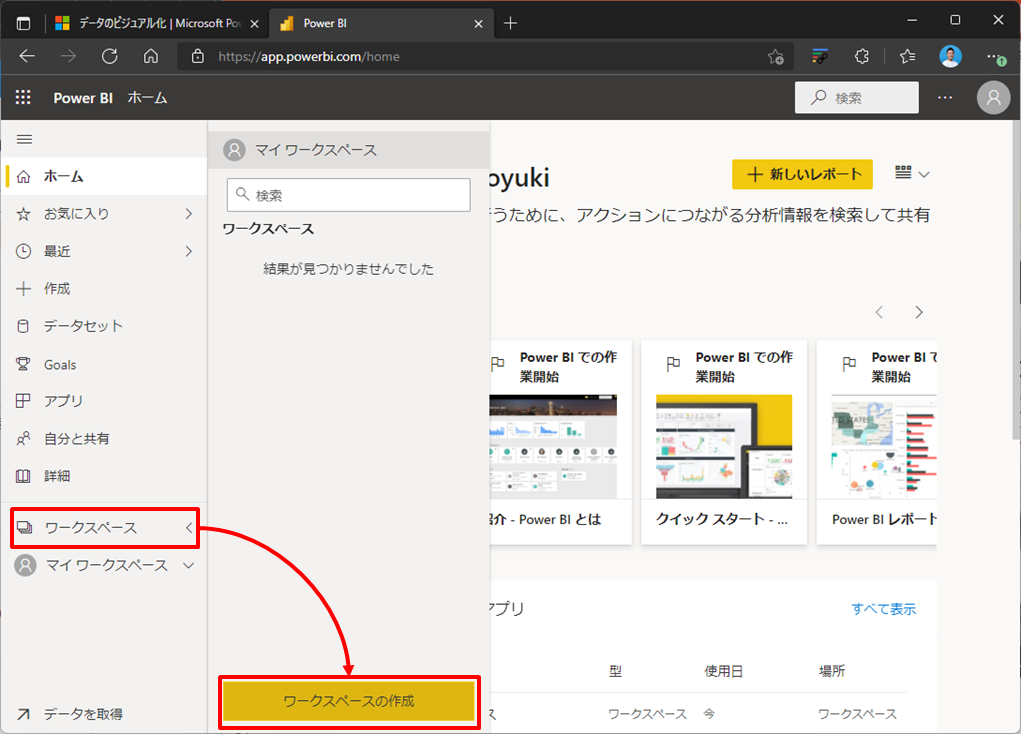 データのビジュアル化 | Microsoft Pow
Power BI
https://app.powerbi.com/home
Power BI ホーム
検索
ホーム
お気に入り
最近
作成
データセット
Goals
アプリ
自分と共有
詳細
ワークスペース
マイ ワークスペース
データを取得
マイ ワークスペース
検索
ワークスペース
結果が見つかりませんでした
ワークスペースの作成
oyuki
新しいレポート
うために、アクションにつながる分析情報を検索して共有
Power BI での作
業開始
紹介 - Power BI とは
Power BI での作
業開始
クイック スタート - ...
Power BI で
業開始
Power BI レポート
アプリ
すべて表示
型 使用日 場所
ス ワークスペース 今 ワークスペース